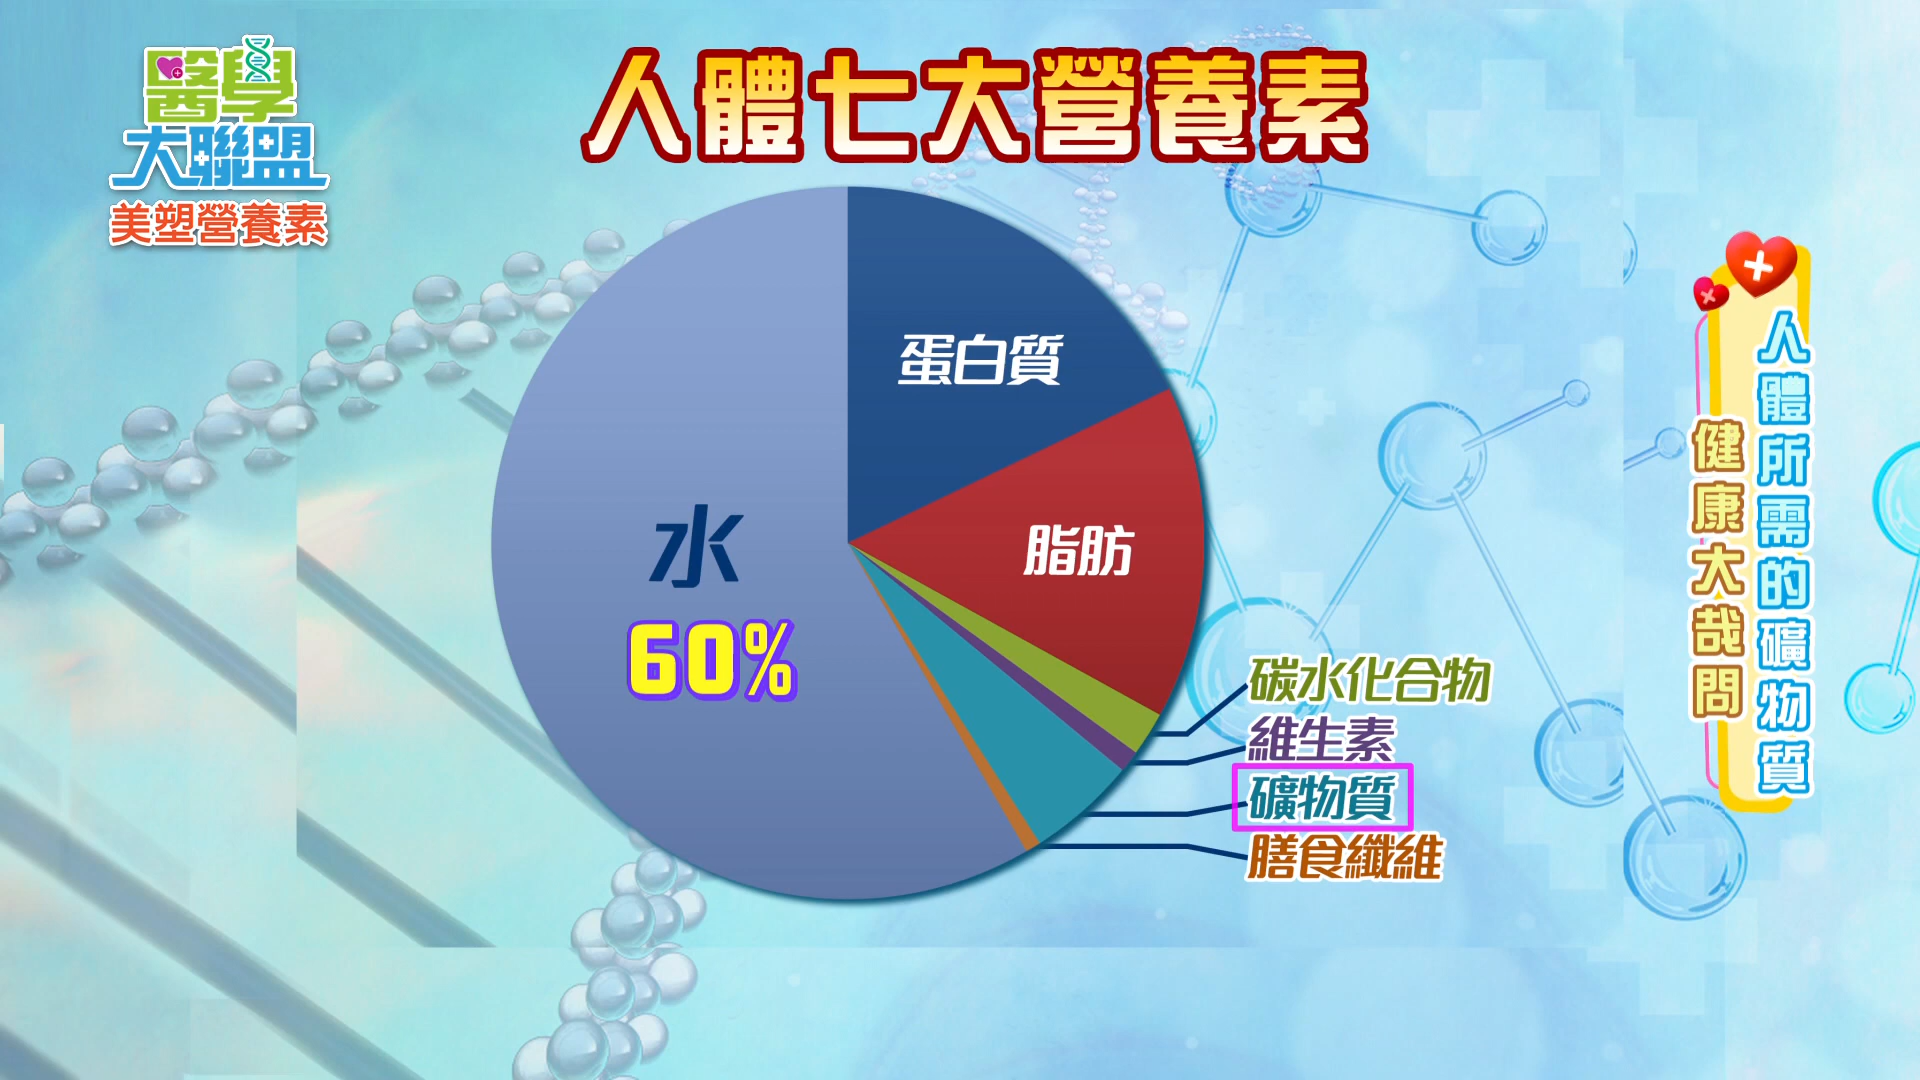 醫學
大聯盟
美塑營養素
人體七大營養素
蛋白質
脂肪
水
60%
碳水化合物
維生素
礦物質
膳食纖維
人體所需的礦物質
健康大哉問